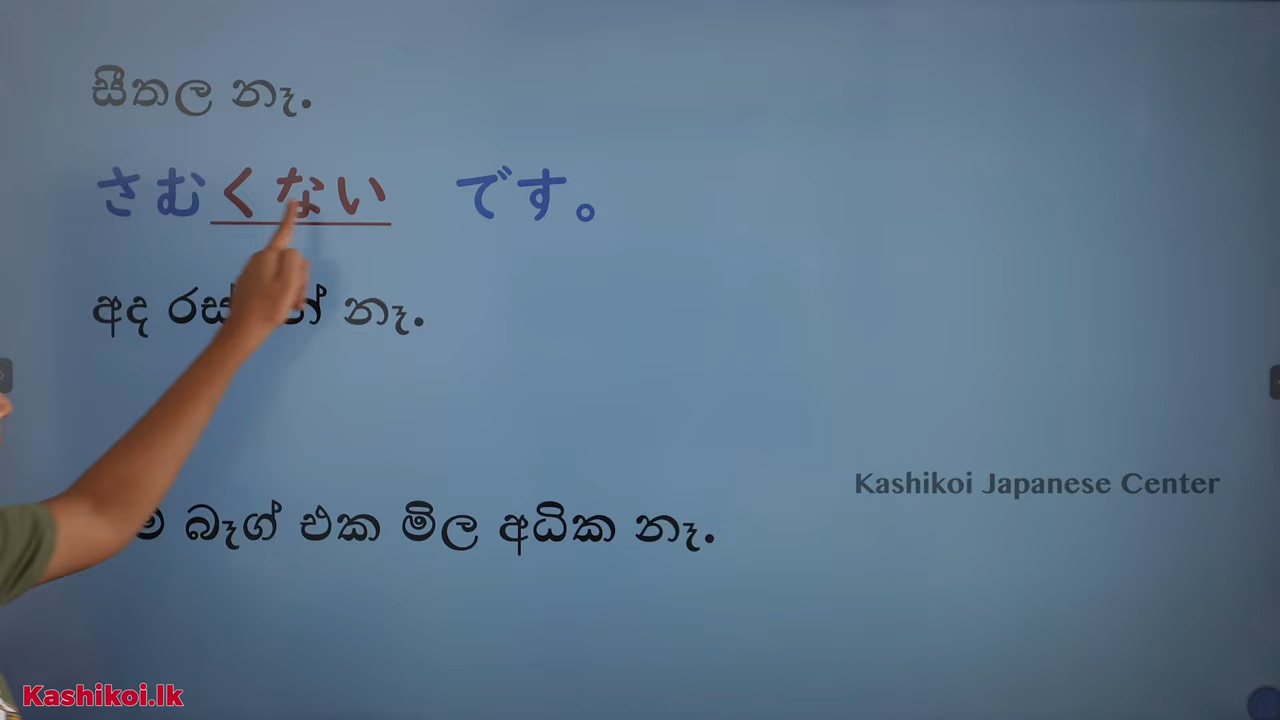 සීතල නෑ.
さむくない です。
අද නෑ.
බෑග් එක මිල අධික නෑ.
Kashikoi Japanese Center
Kashikoi.lk